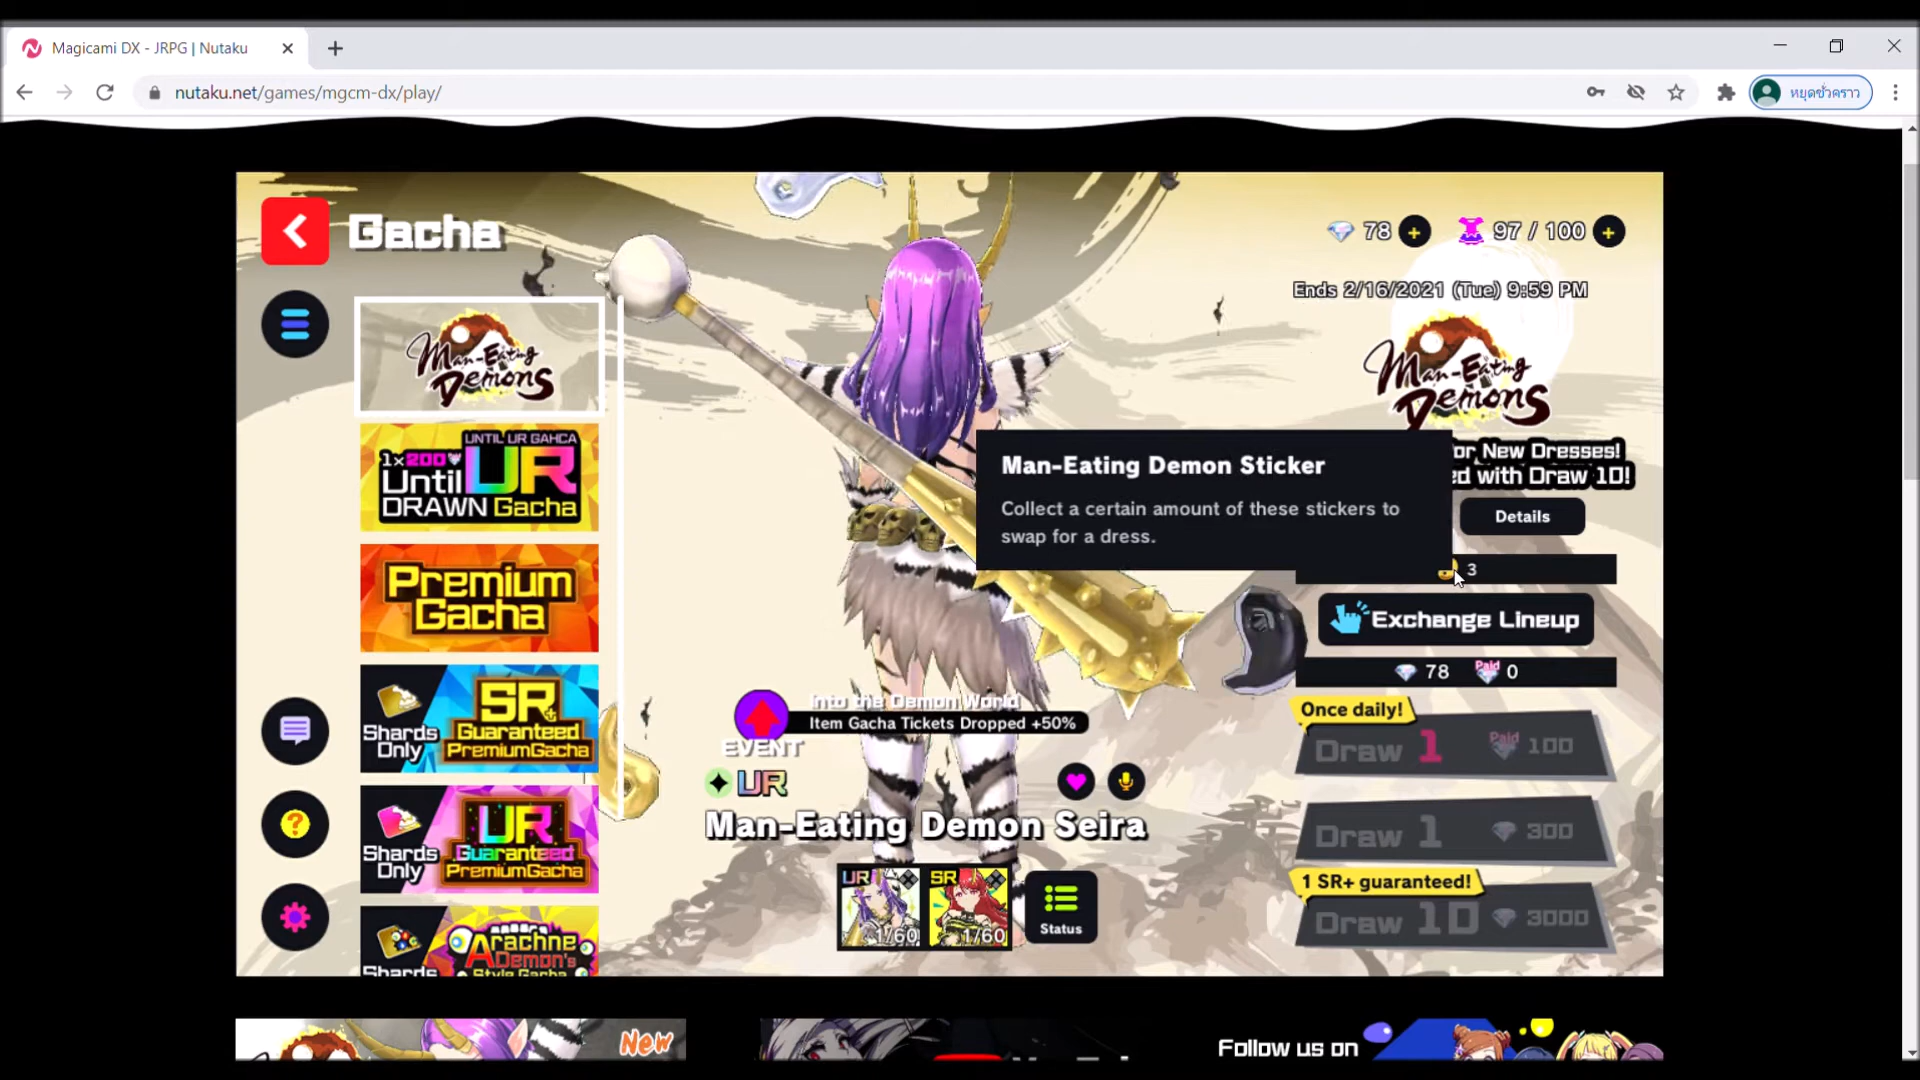 Magicami DX - JRPG | Nutaku
nutaku.net/games/mgcm-dx/play/
หยุดชั่วคราว
Gacha
78
97 / 100
Ends 2/16/2021 (Tue) 9:59 PM
Man-Eating
Demons
Man-Eating
Demons
UNTIL UR GAHCA
1x200
Until
UR
DRAWN Gacha
Premium
Gacha
Shards
Only
SR+
Guaranteed
PremiumGacha
Shards
Only
UR
Guaranteed
PremiumGacha
Shards
Arachne
Demon's
Style Gacha
Man-Eating Demon Sticker
Collect a certain amount of these stickers to
swap for a dress.
or New Dresses!
ed with Draw 10!
Details
3
Exchange Lineup
78
Paid
0
Into the Demon World
Item Gacha Tickets Dropped +50%
EVENT
UR
Man-Eating Demon Seira
UR
1/60
SR
1/60
Status
Once daily!
Draw 1
Paid
100
Draw 1
300
1 SR+ guaranteed!
Draw 10
3000
New
Follow us on